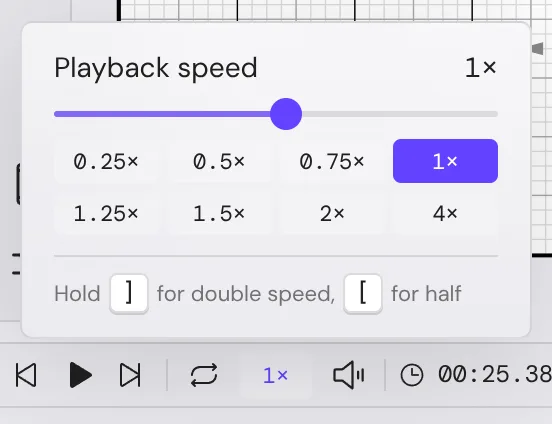 Playback speed 1×
0.25× 0.5× 0.75× 1×
1.25× 1.5× 2× 4×
Hold ] for double speed, [ for half
1× 00:25.38